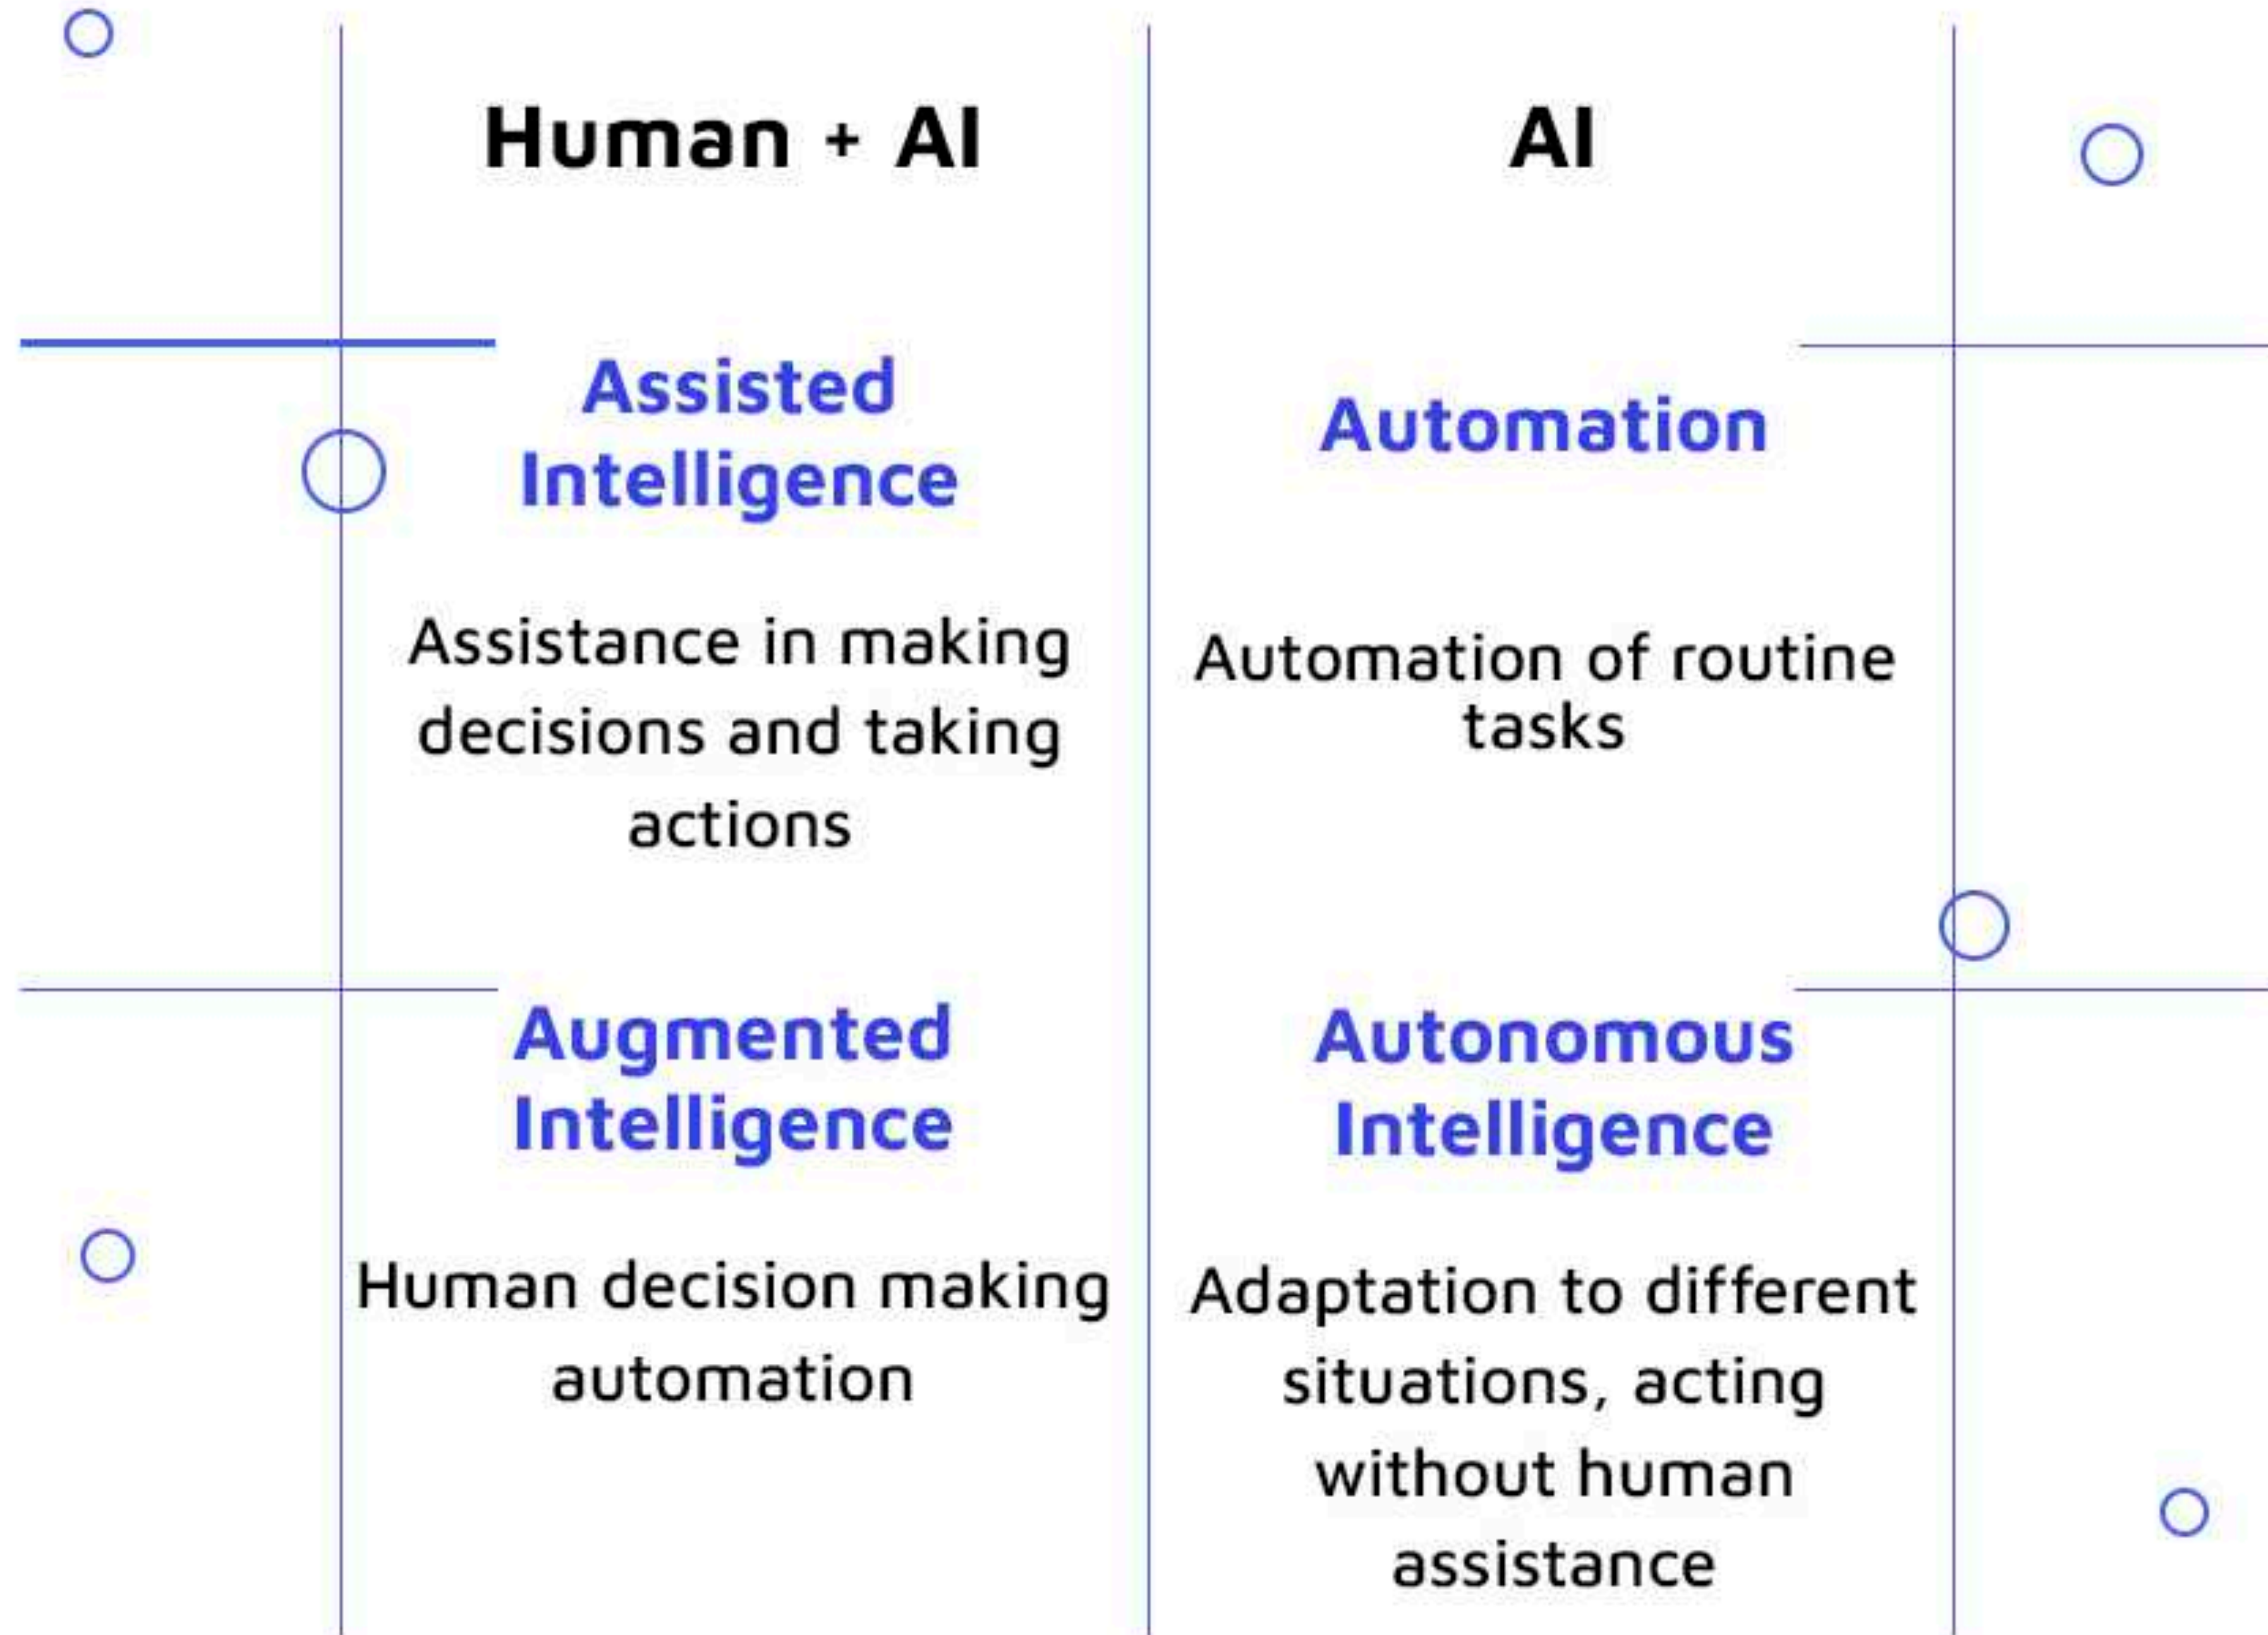 Human + AI
AI
Assisted
Intelligence
Automation
Assistance in making
decisions and taking
actions
Automation of routine
tasks
Augmented
Intelligence
Autonomous
Intelligence
Human decision making
automation
Adaptation to different
situations, acting
without human
assistance